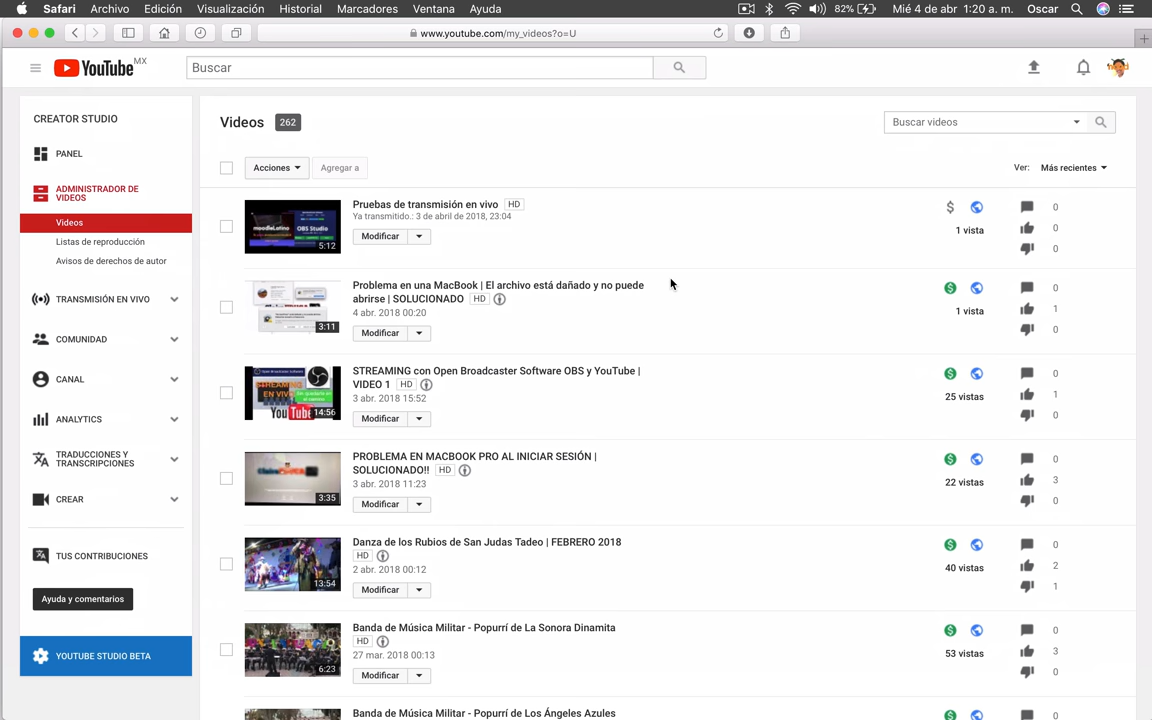 Safari Archivo Edición Visualización Historial Marcadores Ventana Ayuda 82% Mié 4 de abr 1:20 a. m. Oscar
www.youtube.com/my_videos?o=U
YouTube MX Buscar
CREATOR STUDIO
PANEL
ADMINISTRADOR DE
VIDEOS
Videos
Listas de reproducción
Avisos de derechos de autor
TRANSMISIÓN EN VIVO
COMUNIDAD
CANAL
ANALYTICS
TRADUCCIONES Y
TRANSCRIPCIONES
CREAR
TUS CONTRIBUCIONES
Ayuda y comentarios
YOUTUBE STUDIO BETA
Videos 262 Buscar videos
Acciones Agregar a Ver: Más recientes
moodleLatino OBS Studio
5:12
Pruebas de transmisión en vivo HD
Ya transmitido.: 3 de abril de 2018, 23:04
Modificar
1 vista
0
0
0
3:11
Problema en una MacBook | El archivo está dañado y no puede
abrirse | SOLUCIONADO HD
4 abr. 2018 00:20
Modificar
1 vista
0
1
0
STREAMING
EN VIVO
YouTube
14:56
STREAMING con Open Broadcaster Software OBS y YouTube |
VIDEO 1 HD
3 abr. 2018 15:52
Modificar
25 vistas
0
1
0
3:35
PROBLEMA EN MACBOOK PRO AL INICIAR SESIÓN |
SOLUCIONADO!! HD
3 abr. 2018 11:23
Modificar
22 vistas
0
3
0
13:54
Danza de los Rubios de San Judas Tadeo | FEBRERO 2018
HD
2 abr. 2018 00:12
Modificar
40 vistas
0
2
1
6:23
Banda de Música Militar - Popurrí de La Sonora Dinamita
HD
27 mar. 2018 00:13
Modificar
53 vistas
0
3
0
Banda de Música Militar - Popurrí de Los Ángeles Azules
0